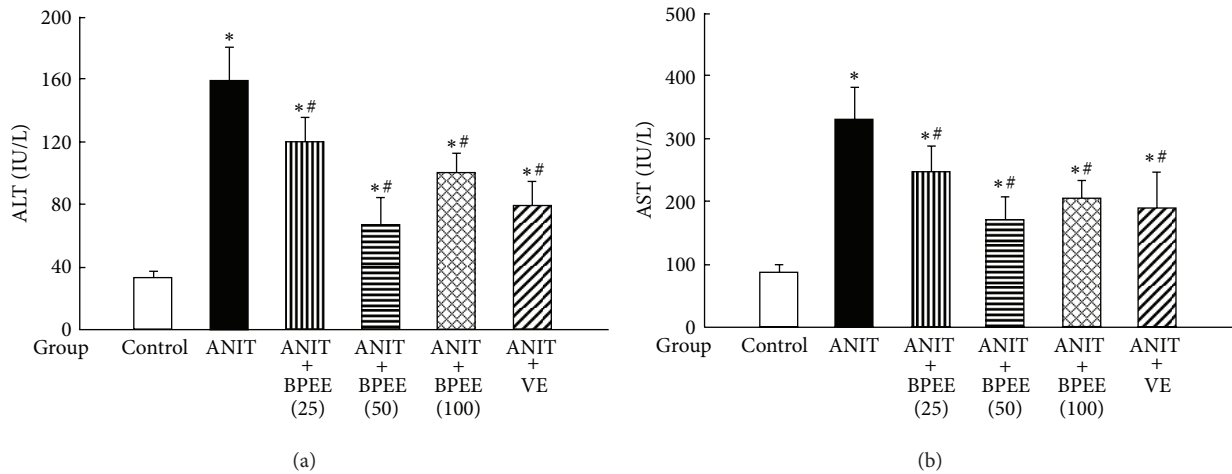 200
160
120
80
40
0
ALT (IU/L)
*
*#
*#
*#
*#
Group
Control
ANIT
ANIT
+
BPEE
(25)
ANIT
+
BPEE
(50)
ANIT
+
BPEE
(100)
ANIT
+
VE
(a)
500
400
300
200
100
0
AST (IU/L)
*
*#
*#
*#
*#
Group
Control
ANIT
ANIT
+
BPEE
(25)
ANIT
+
BPEE
(50)
ANIT
+
BPEE
(100)
ANIT
+
VE
(b)